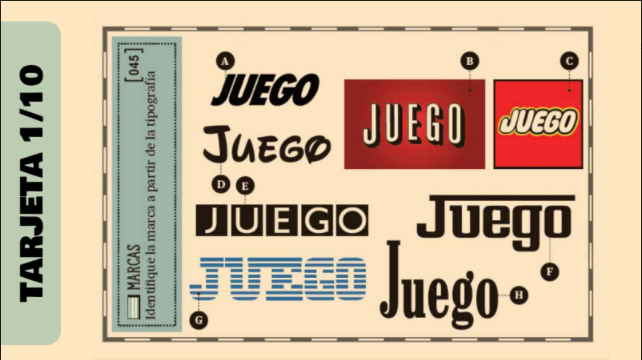 TARJETA 1/10
MARCAS [045]
Identifique la marca a partir de la tipografía
A
JUEGO
B
JUEGO
C
JUEGO
JUEGO
D
E
JUEGO
Juego
F
JUEGO
G
Juego
H